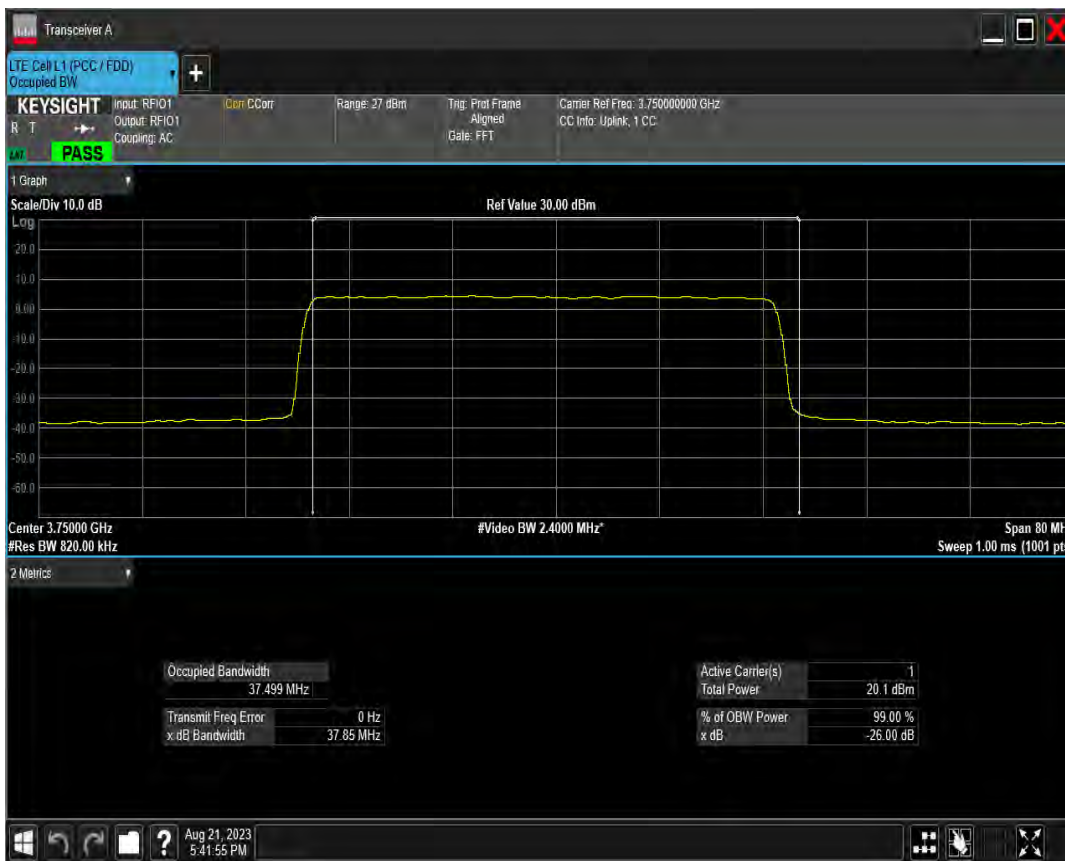 Transceiver A
LTE Cell L1 (PCC / FDD)
Occupied BW
+
KEYSIGHT
R T
LXI
PASS
Input: RFIO1
Output: RFIO1
Coupling: AC
Corr CCorr
Range: 27 dBm
Trig: Prot Frame
Aligned
Gate: FFT
Carrier Ref Freq: 3.750000000 GHz
CC Info: Uplink, 1 CC
1 Graph
Scale/Div 10.0 dB
Ref Value 30.00 dBm
Log
20.0
10.0
0.00
-10.0
-20.0
-30.0
-40.0
-50.0
-60.0
Center 3.75000 GHz
#Video BW 2.4000 MHz*
Span 80 MH
#Res BW 820.00 kHz
Sweep 1.00 ms (1001 pts
2 Metrics
Occupied Bandwidth
37.499 MHz
Transmit Freq Error 0 Hz
x dB Bandwidth 37.85 MHz
Active Carrier(s) 1
Total Power 20.1 dBm
% of OBW Power 99.00 %
x dB -26.00 dB
?
Aug 21, 2023
5:41:55 PM